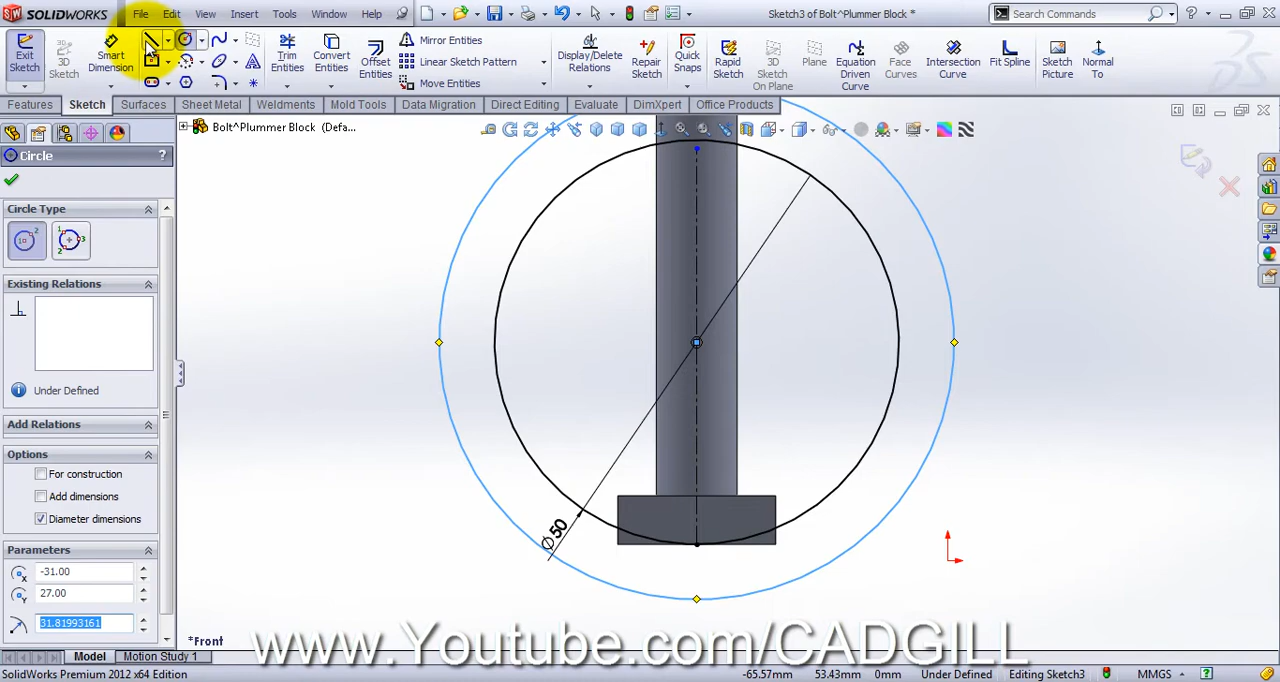 SOLIDWORKS File Edit View Insert Tools Window Help Sketch3 of Bolt^Plummer Block * Search Commands
Exit Sketch 3D Sketch Smart Dimension Trim Entities Convert Entities Offset Entities Mirror Entities Linear Sketch Pattern Move Entities Display/Delete Relations Repair Sketch Quick Snaps Rapid Sketch Sketch On Plane Plane Equation Driven Curve Face Curves Intersection Curve Fit Spline Sketch Picture Normal To
Features Sketch Surfaces Sheet Metal Weldments Mold Tools Data Migration Direct Editing Evaluate DimXpert Office Products
Bolt^Plummer Block (Defa...
Circle ?
Circle Type
Existing Relations
Under Defined
Add Relations
Options
For construction
Add dimensions
Diameter dimensions
Ø50
Parameters
-31.00
27.00
31.81993161
*Front
www.Youtube.com/CADGILL
Model Motion Study 1
SolidWorks Premium 2012 x64 Edition -65.57mm 53.43mm 0mm Under Defined Editing Sketch3 MMGS